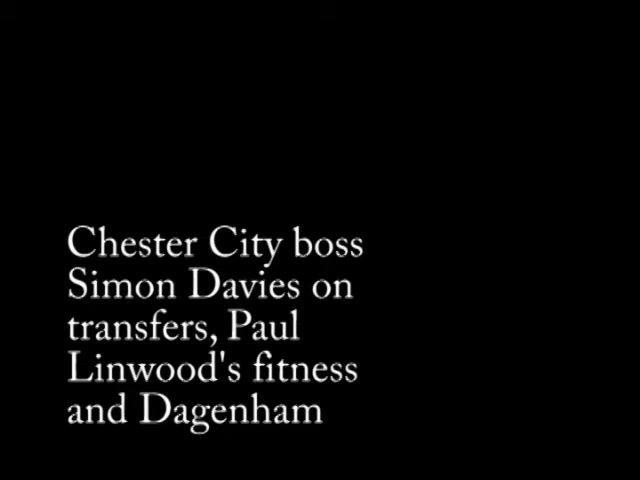 Chester City boss
Simon Davies on
transfers, Paul
Linwood's fitness
and Dagenham